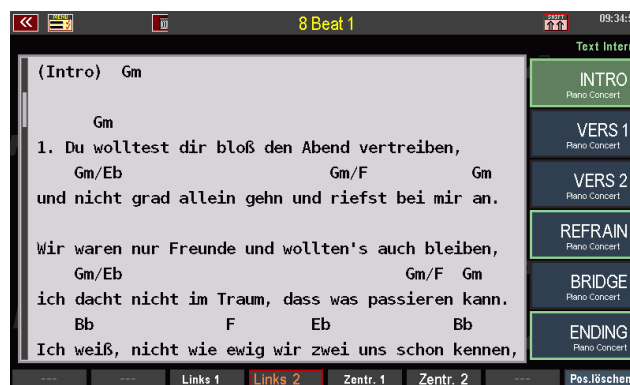 MENU
8 Beat 1
SHIFT
09:34:
Text Inter
(Intro) Gm
Gm
1. Du wolltest dir bloß den Abend vertreiben,
Gm/Eb Gm/F Gm
und nicht grad allein gehn und riefst bei mir an.
Wir waren nur Freunde und wollten's auch bleiben,
Gm/Eb Gm/F Gm
ich dacht nicht im Traum, dass was passieren kann.
Bb F Eb Bb
Ich weiß, nicht wie ewig wir zwei uns schon kennen,
INTRO
Piano Concert
VERS 1
Piano Concert
VERS 2
Piano Concert
REFRAIN
Piano Concert
BRIDGE
Piano Concert
ENDING
Piano Concert
--- --- Links 1 Links 2 Zentr. 1 Zentr. 2 --- Pos.löschen